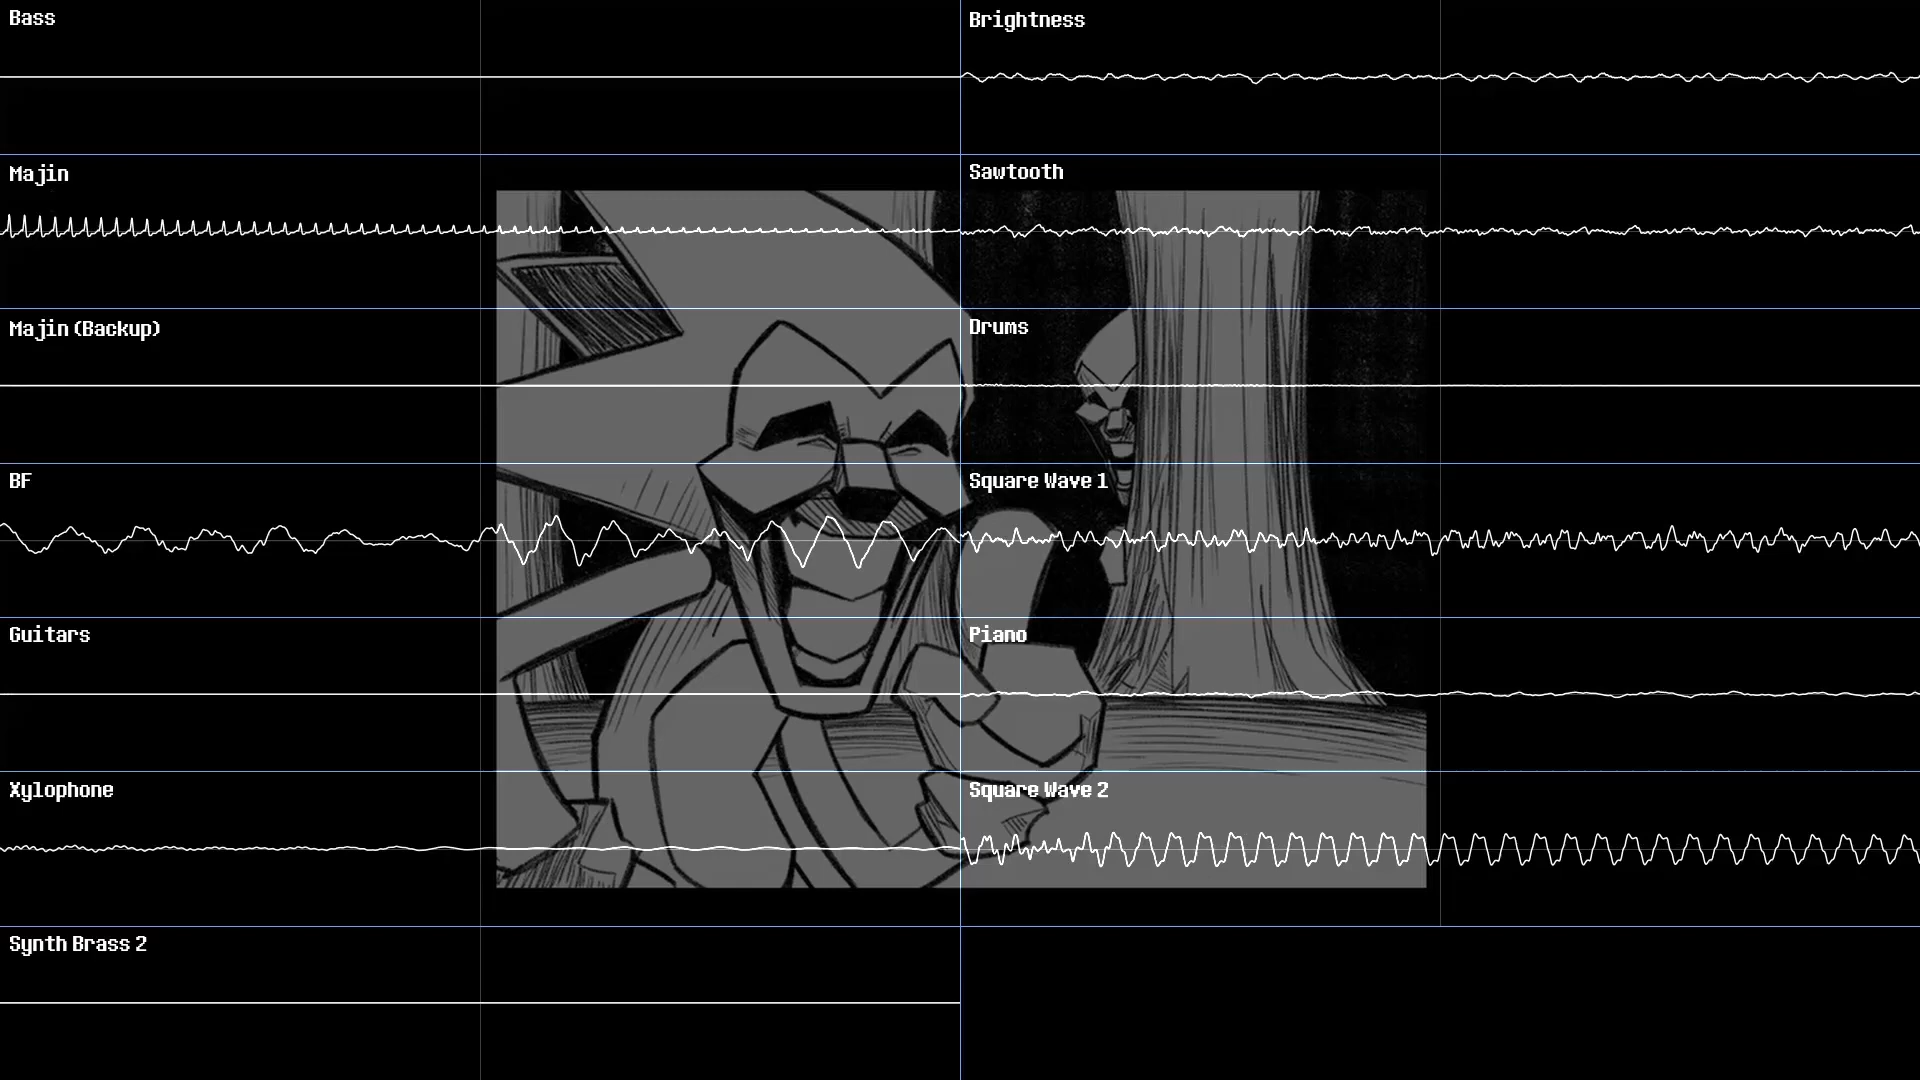 Bass
Brightness
Majin
Sawtooth
Majin (Backup)
Drums
BF
Square Wave 1
Guitars
Piano
Xylophone
Square Wave 2
Synth Brass 2